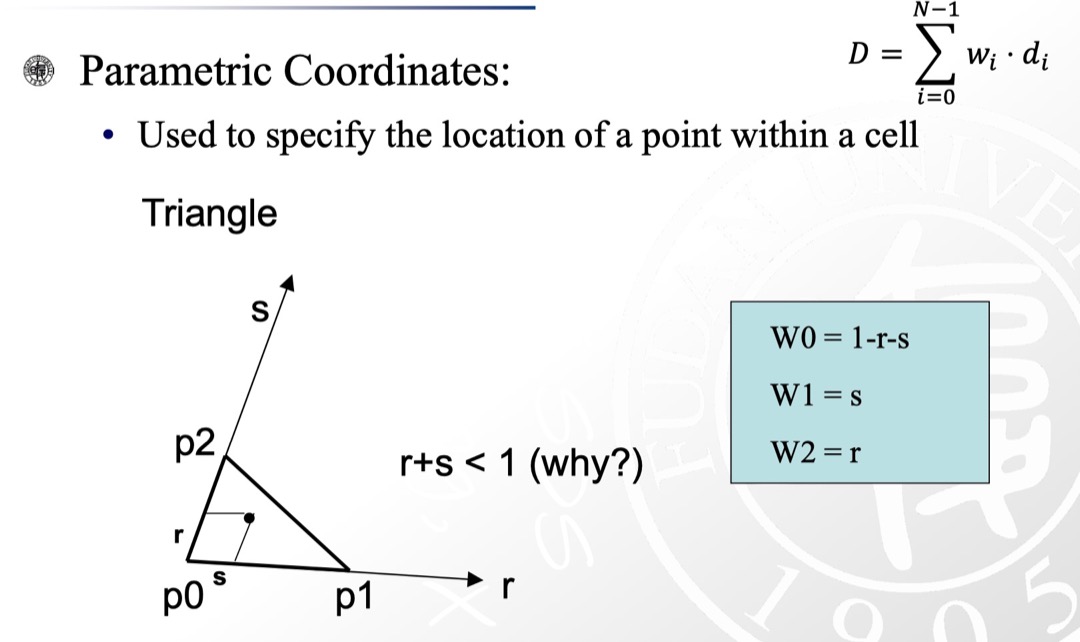 Parametric Coordinates:
D = \sum_{i=0}^{N-1} w_i · d_i
• Used to specify the location of a point within a cell
Triangle
s
p2
r
s
p0
p1
r
r+s < 1 (why?)
W0 = 1-r-s
W1 = s
W2 = r
1905